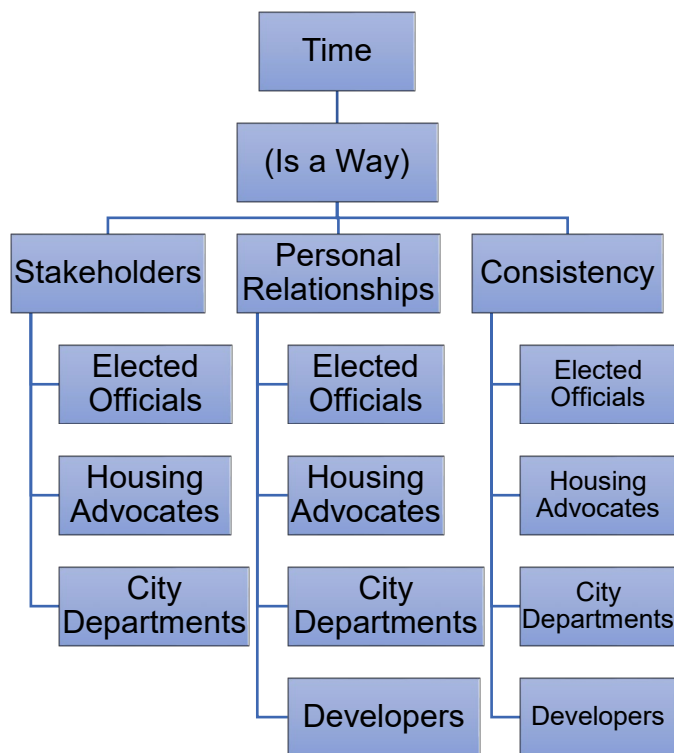 Time
(Is a Way)
Stakeholders
Elected
Officials
Housing
Advocates
City
Departments
Personal
Relationships
Elected
Officials
Housing
Advocates
City
Departments
Developers
Consistency
Elected
Officials
Housing
Advocates
City
Departments
Developers